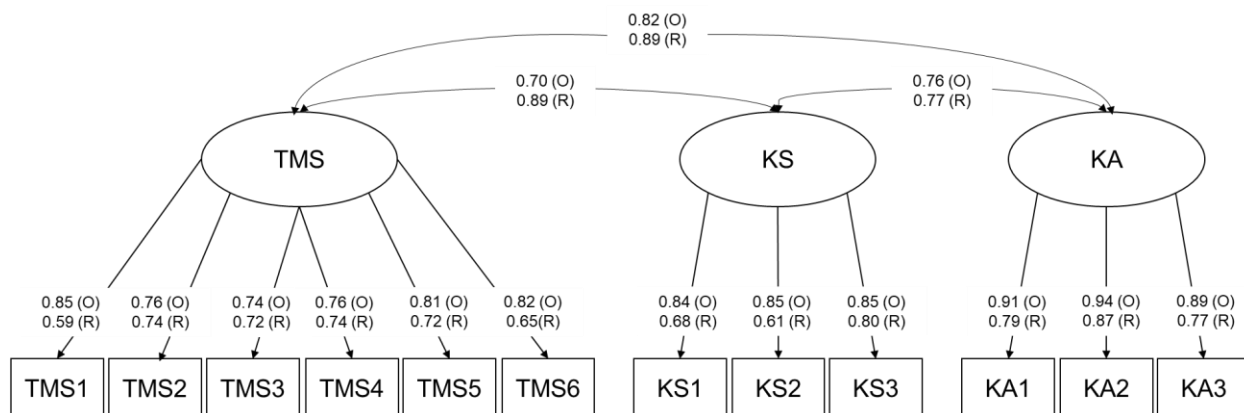 0.82 (O)
0.89 (R)
0.70 (O)
0.89 (R)
0.76 (O)
0.77 (R)
TMS
KS
KA
0.85 (O)
0.59 (R)
0.76 (O)
0.74 (R)
0.74 (O)
0.72 (R)
0.76 (O)
0.74 (R)
0.81 (O)
0.72 (R)
0.82 (O)
0.65(R)
0.84 (O)
0.68 (R)
0.85 (O)
0.61 (R)
0.85 (O)
0.80 (R)
0.91 (O)
0.79 (R)
0.94 (O)
0.87 (R)
0.89 (O)
0.77 (R)
TMS1
TMS2
TMS3
TMS4
TMS5
TMS6
KS1
KS2
KS3
KA1
KA2
KA3